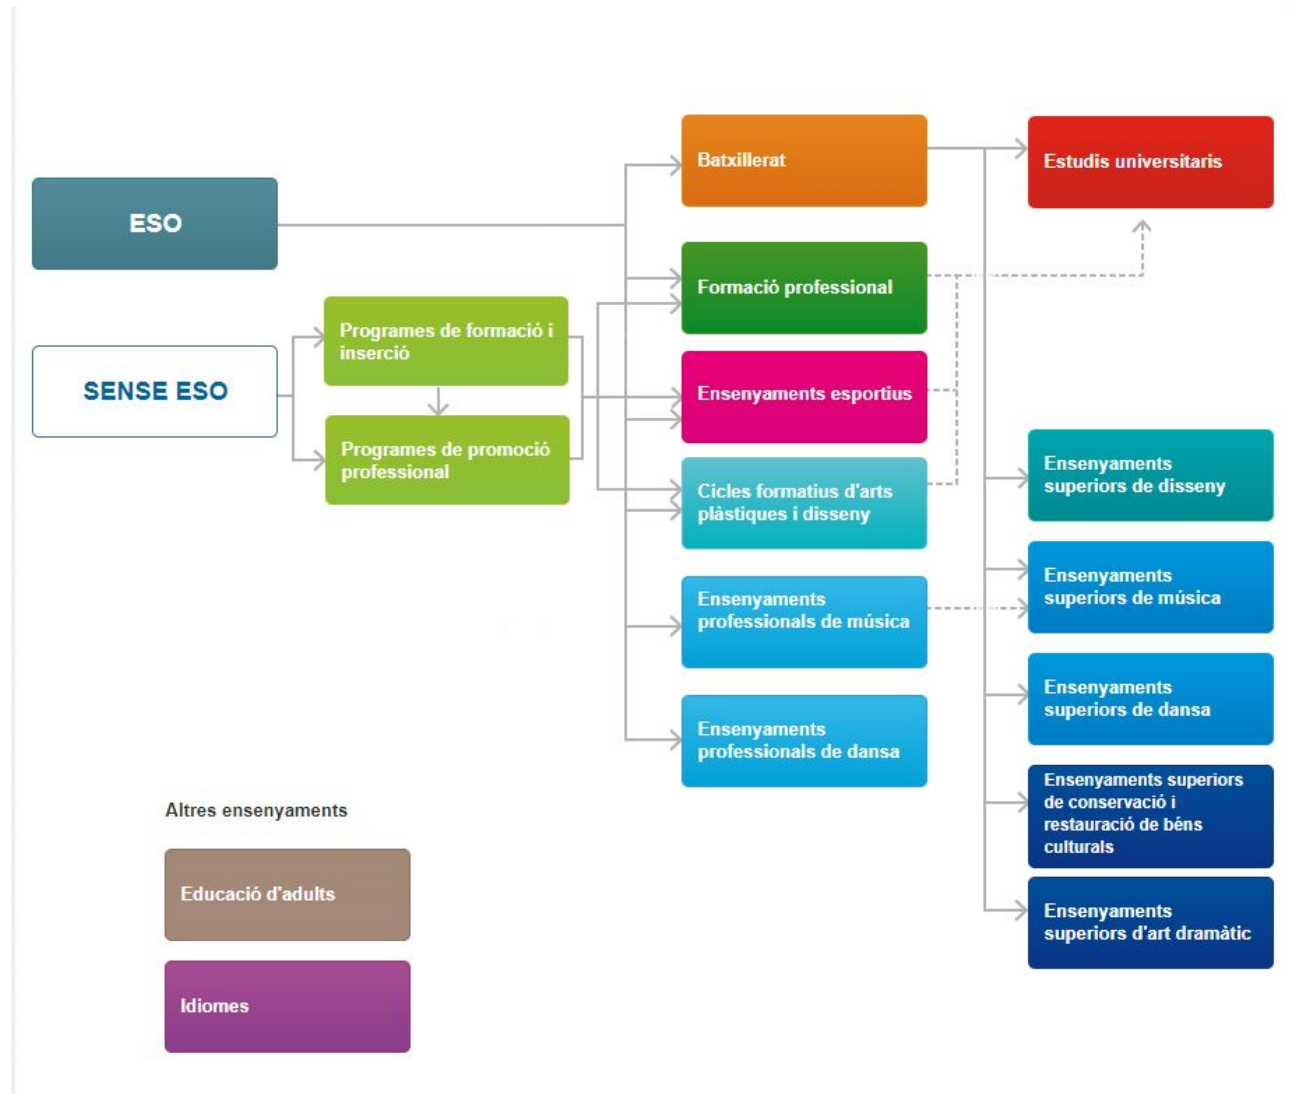 ESO
SENSE ESO
Programes de formació i
inserció
Programes de promoció
professional
Batxillerat
Formació professional
Ensenyaments esportius
Cicles formatius d'arts
plàstiques i disseny
Ensenyaments
professionals de música
Ensenyaments
professionals de dansa
Estudis universitaris
Ensenyaments
superiors de disseny
Ensenyaments
superiors de música
Ensenyaments
superiors de dansa
Ensenyaments superiors
de conservació i
restauració de béns
culturals
Ensenyaments
superiors d'art dramàtic
Altres ensenyaments
Educació d'adults
Idiomes